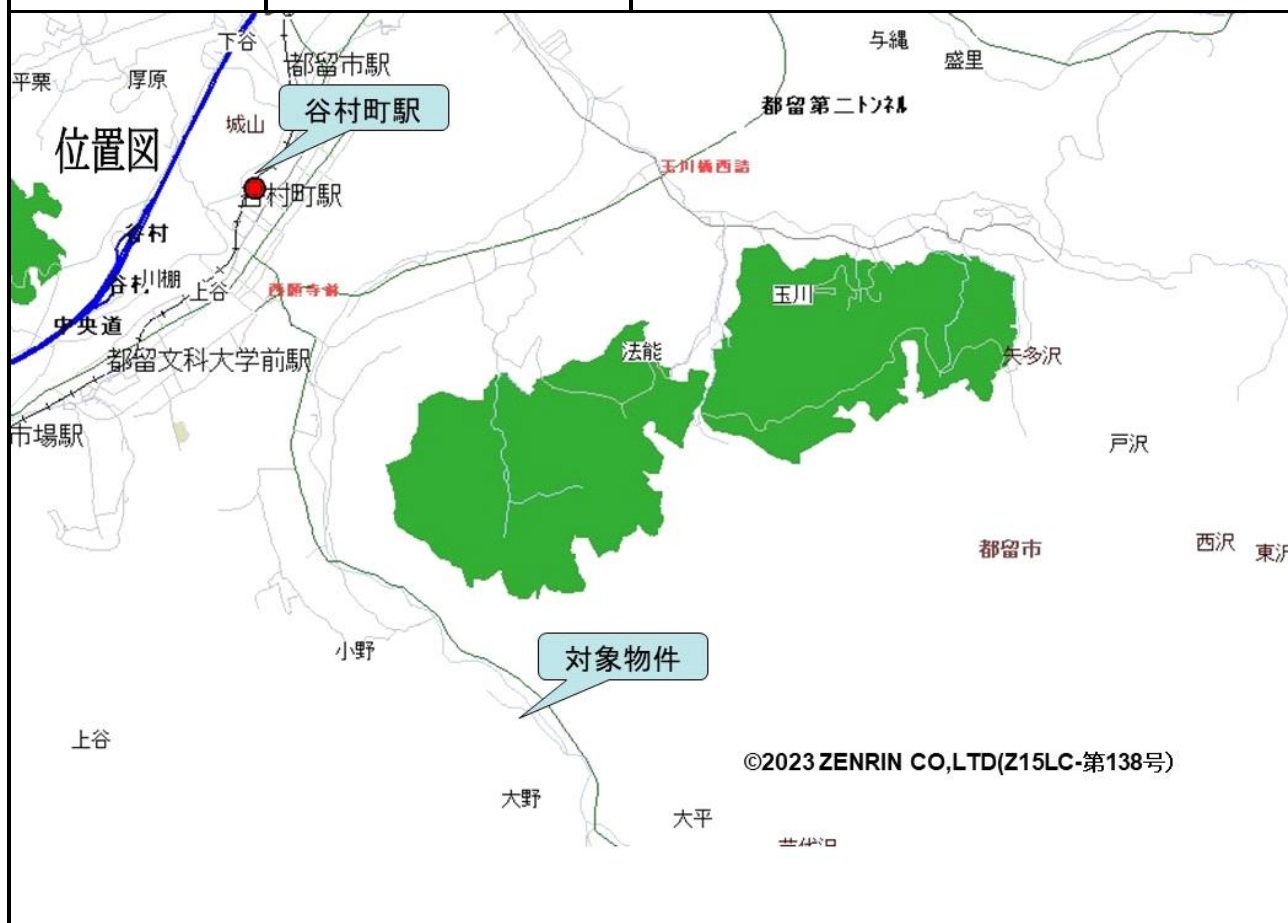 下谷
都留市駅
与縄
盛里
平栗
厚原
谷村町駅
都留第二トンネル
城山
位置図
玉川橋西詰
谷村町駅
谷村
川棚
上谷
西願寺前
玉川
中央道
法能
都留文科大学前駅
矢多沢
市場駅
戸沢
都留市
西沢
小野
対象物件
上谷
©2023 ZENRIN CO,LTD(Z15LC-第138号)
大野
大平